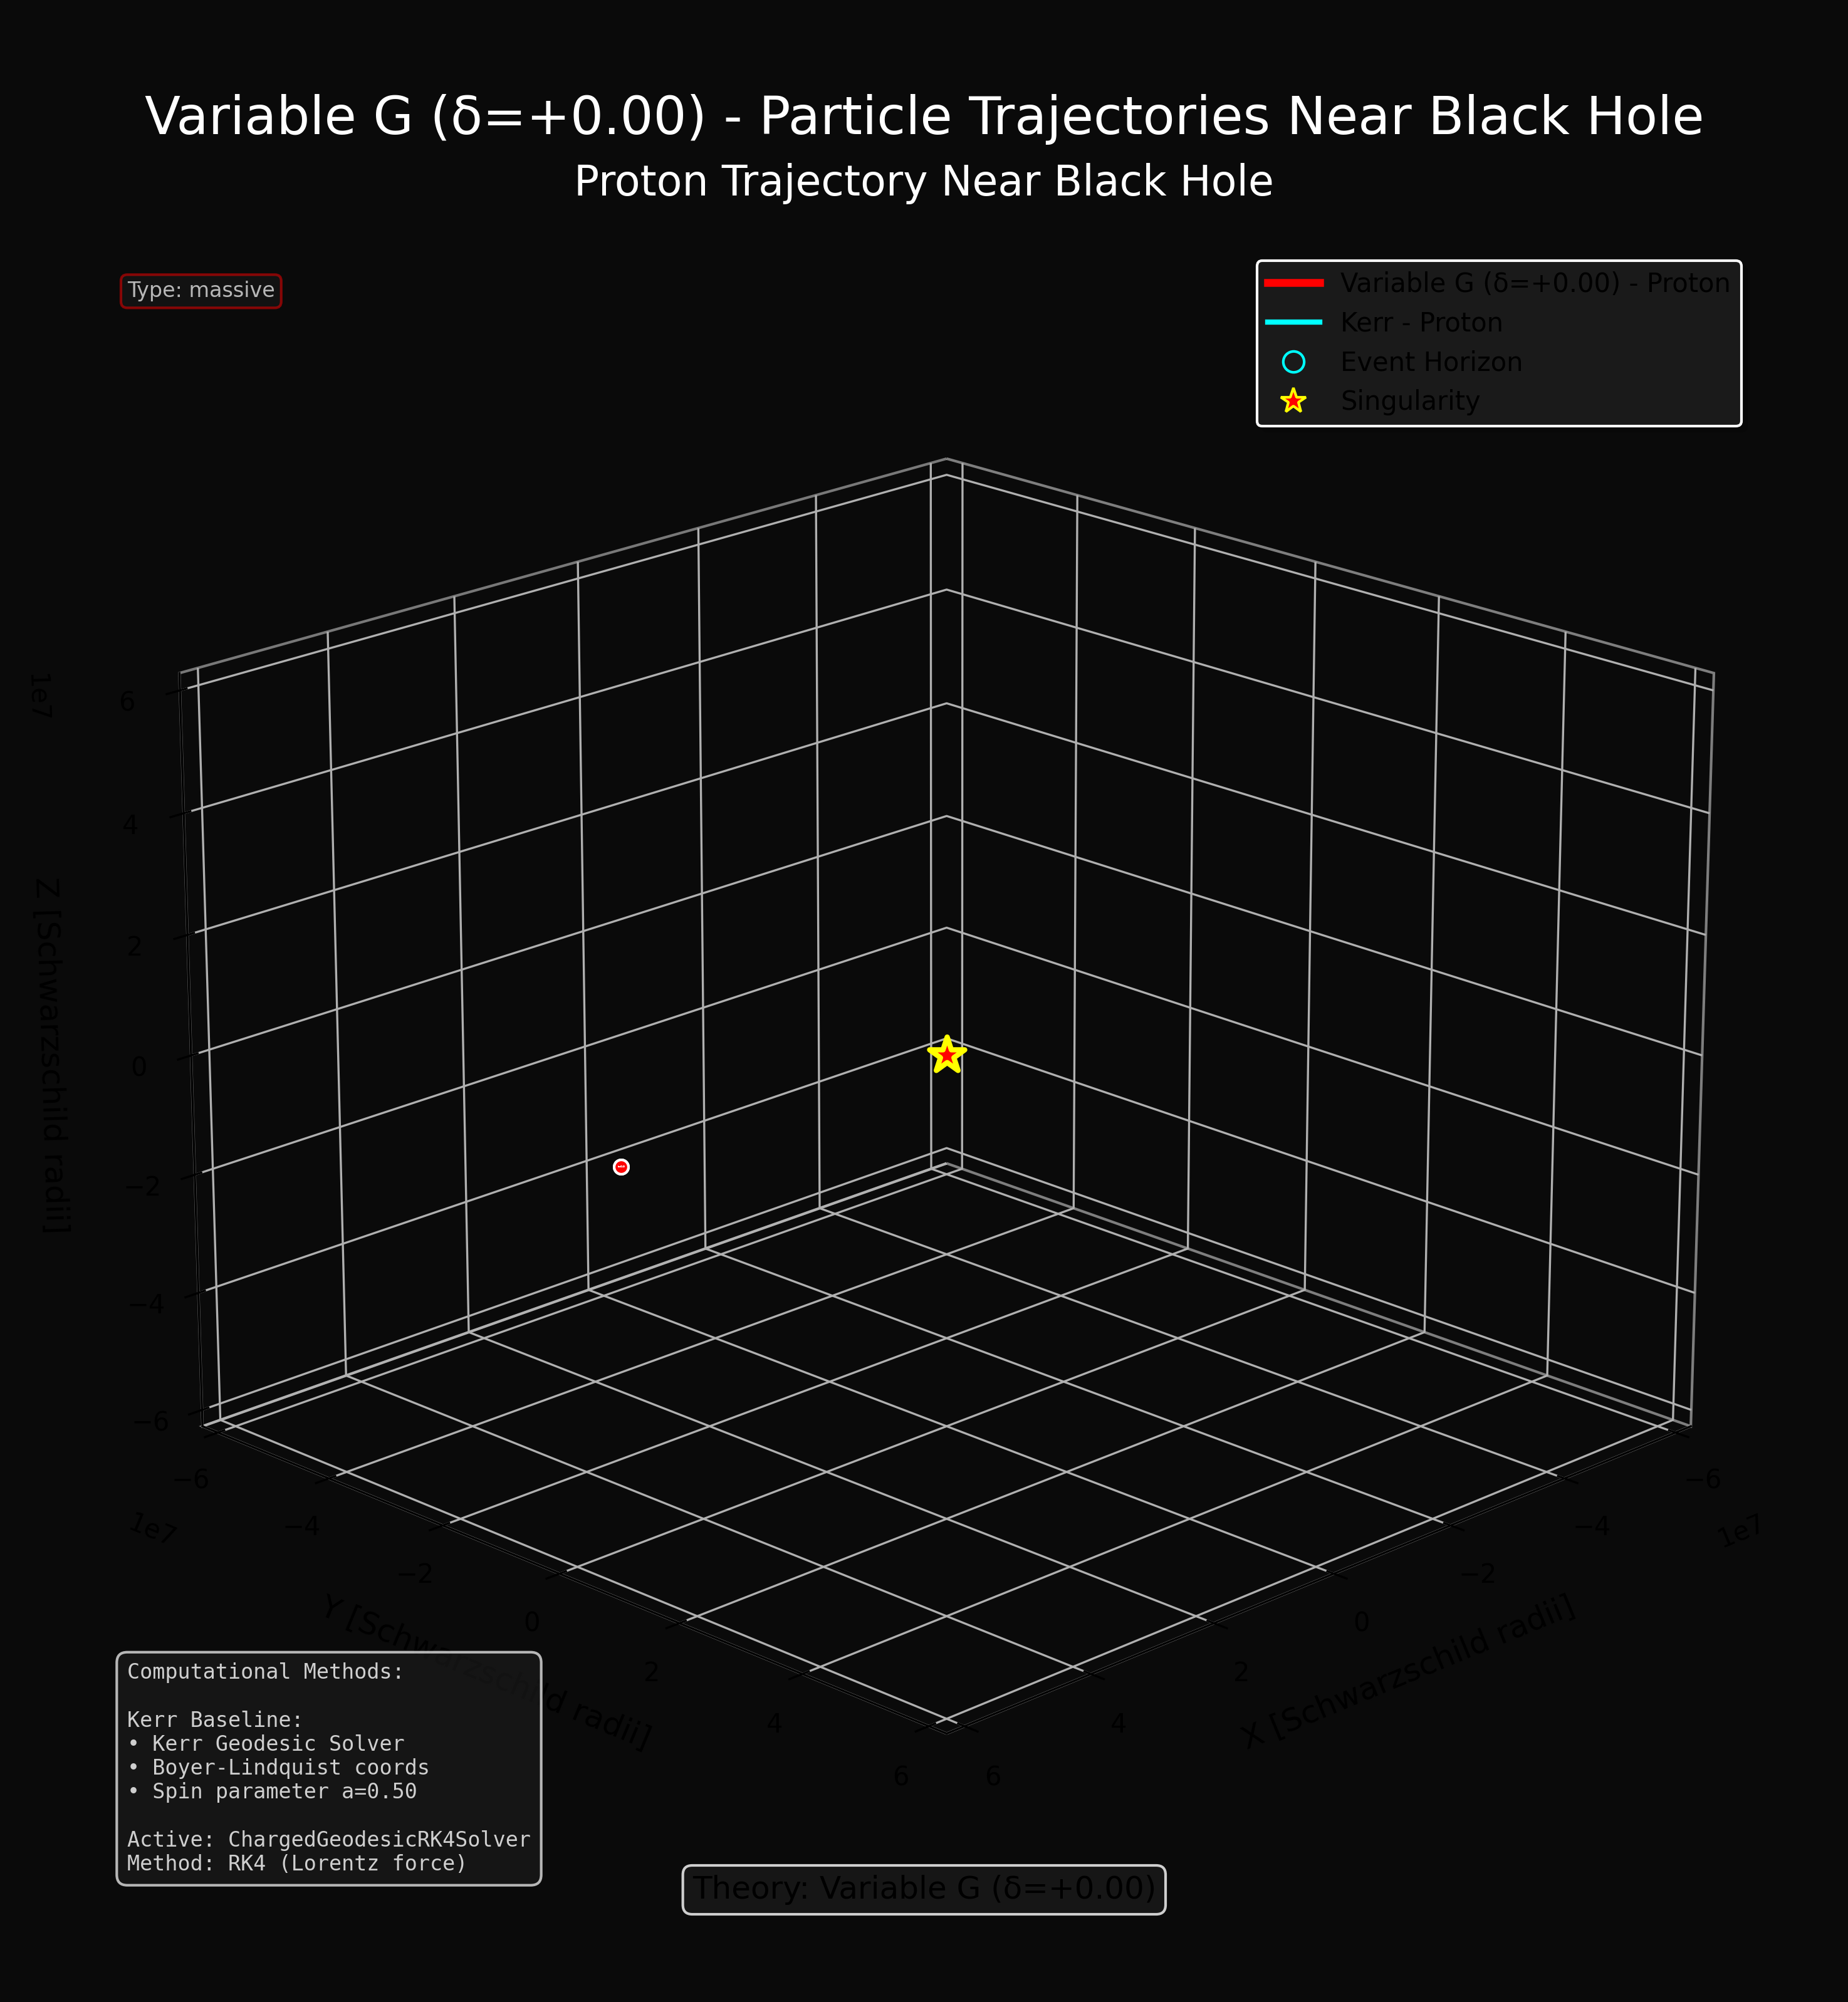 Variable G (δ=+0.00) - Particle Trajectories Near Black Hole
Proton Trajectory Near Black Hole
Type: massive
Variable G (δ=+0.00) - Proton
Kerr - Proton
Event Horizon
Singularity
1e7
6
4
2
0
−2
−4
−6
Z [Schwarzschild radii]
−6
−4
−2
0
2
4
6
1e7
Y [Schwarzschild radii]
6
4
2
0
−2
−4
−6
1e7
X [Schwarzschild radii]
Computational Methods:
Kerr Baseline:
• Kerr Geodesic Solver
• Boyer-Lindquist coords
• Spin parameter a=0.50
Active: ChargedGeodesicRK4Solver
Method: RK4 (Lorentz force)
Theory: Variable G (δ=+0.00)